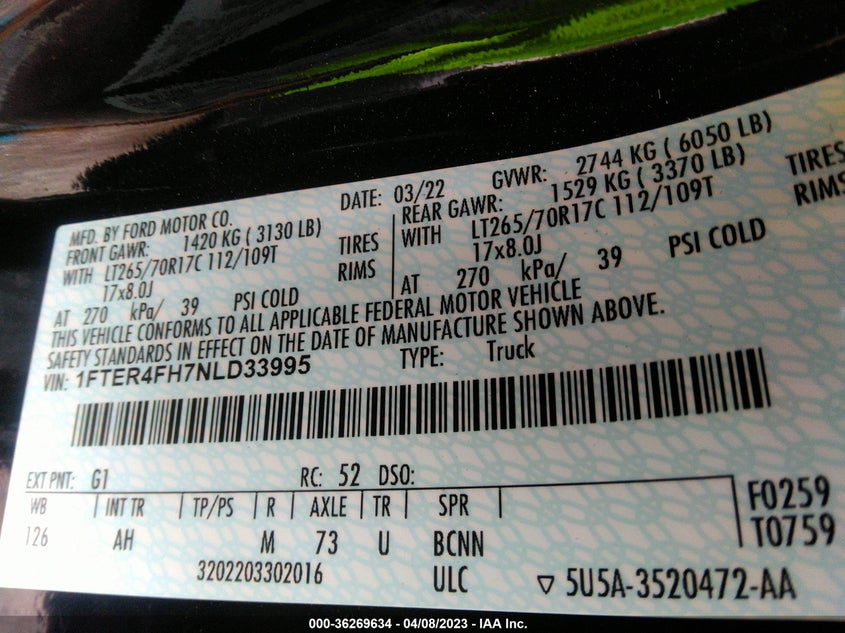 MFD. BY FORD MOTOR CO.
DATE: 03/22 GVWR: 2744 KG ( 6050 LB)
FRONT GAWR: 1420 KG ( 3130 LB) REAR GAWR: 1529 KG ( 3370 LB)
WITH LT265/70R17C 112/109T TIRES WITH LT265/70R17C 112/109T TIRES
17x8.0J RIMS 17x8.0J RIMS
AT 270 kPa/ 39 PSI COLD AT 270 kPa/ 39 PSI COLD
THIS VEHICLE CONFORMS TO ALL APPLICABLE FEDERAL MOTOR VEHICLE
SAFETY STANDARDS IN EFFECT ON THE DATE OF MANUFACTURE SHOWN ABOVE.
VIN: 1FTER4FH7NLD33995 TYPE: Truck
EXT PNT: G1 RC: 52 DSO:
WB INT TR TP/PS R AXLE TR SPR F0259
126 AH M 73 U BCNN T0759
3202203302016 ULC 5U5A-3520472-AA
000-36269634 - 04/08/2023 - IAA Inc.